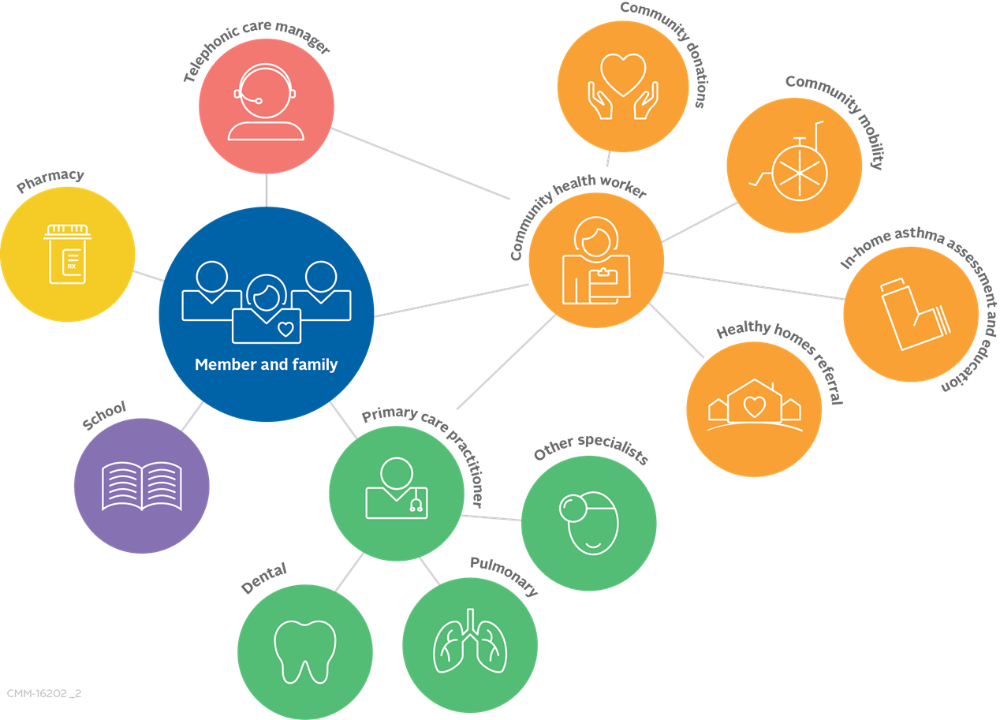 Telephonic care manager
Community donations
Community mobility
Pharmacy
RX
Community health worker
In-home asthma assessment and education
Member and family
Healthy homes referral
School
Primary care practitioner
Other specialists
Dental
Pulmonary
CMM-16202_2